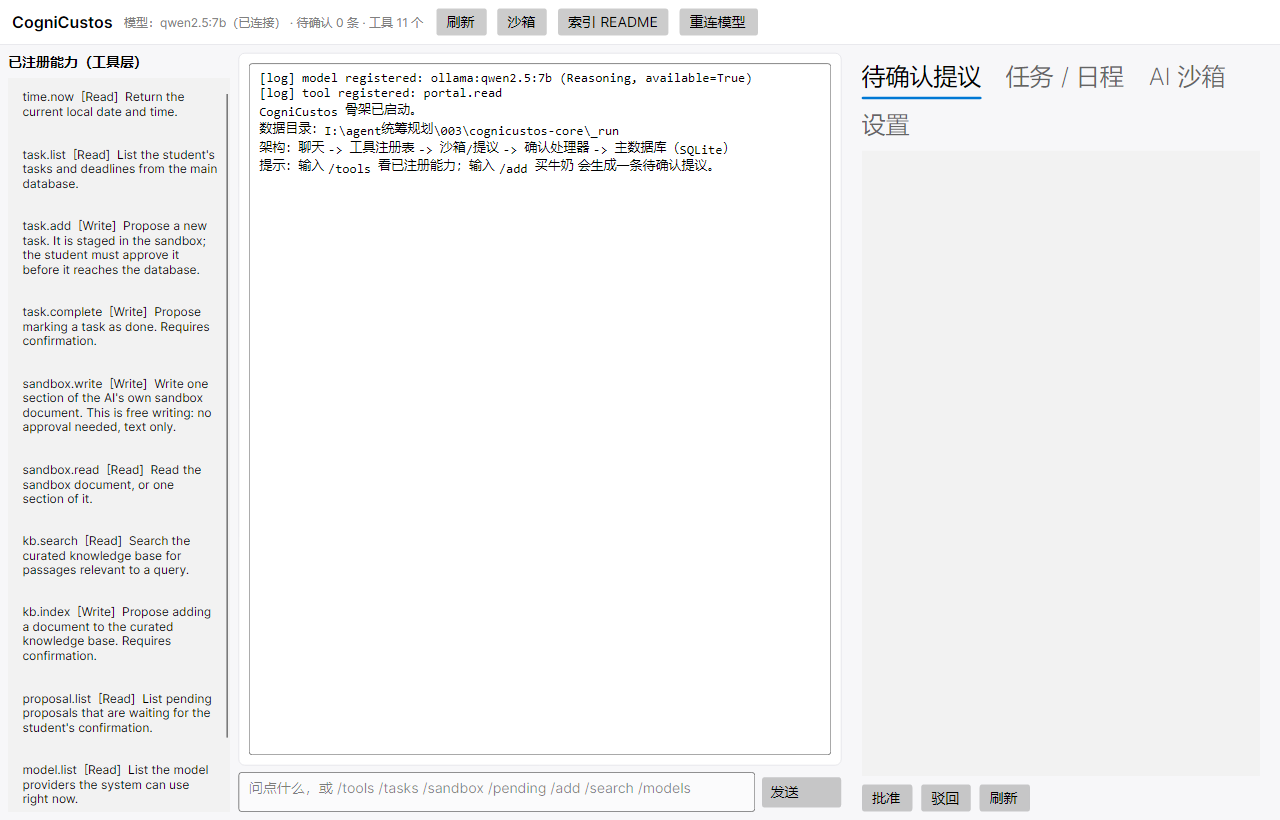 CogniCustos 模型：qwen2.5:7b（已连接） · 待确认 0 条 · 工具 11 个 刷新 沙箱 索引 README 重连模型
已注册能力（工具层）
time.now [Read] Return the
current local date and time.
task.list [Read] List the student's
tasks and deadlines from the main
database.
task.add [Write] Propose a new
task. It is staged in the sandbox;
the student must approve it
before it reaches the database.
task.complete [Write] Propose
marking a task as done. Requires
confirmation.
sandbox.write [Write] Write one
section of the AI's own sandbox
document. This is free writing: no
approval needed, text only.
sandbox.read [Read] Read the
sandbox document, or one
section of it.
kb.search [Read] Search the
curated knowledge base for
passages relevant to a query.
kb.index [Write] Propose adding
a document to the curated
knowledge base. Requires
confirmation.
proposal.list [Read] List pending
proposals that are waiting for the
student's confirmation.
model.list [Read] List the model
providers the system can use
right now.
[log] model registered: ollama:qwen2.5:7b (Reasoning, available=True)
[log] tool registered: portal.read
CogniCustos 骨架已启动。
数据目录：I:\agent统筹规划\003\cognicustos-core\_run
架构：聊天 -> 工具注册表 -> 沙箱/提议 -> 确认处理器 -> 主数据库（SQLite）
提示：输入 /tools 看已注册能力；输入 /add 买牛奶 会生成一条待确认提议。
问点什么，或 /tools /tasks /sandbox /pending /add /search /models
发送
待确认提议 任务 / 日程 AI 沙箱
设置
批准 驳回 刷新